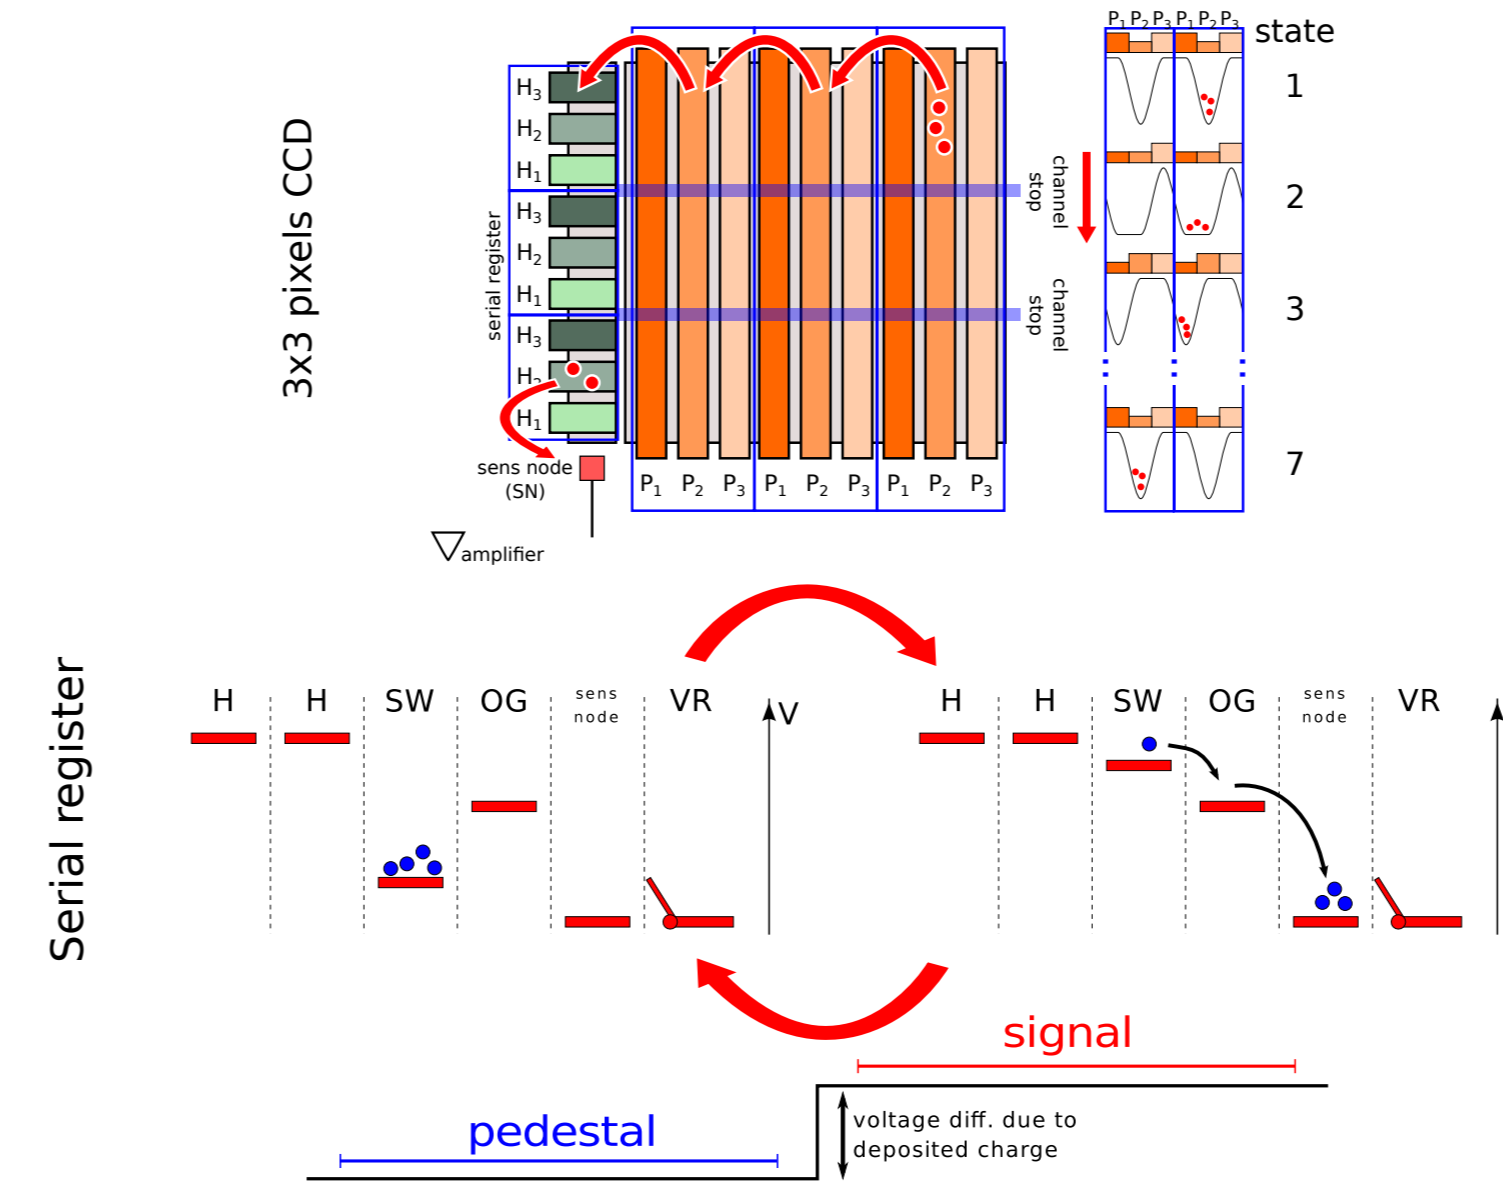 P1 P2 P3 P1 P2 P3
state
1
2
3
7
3x3 pixels CCD
serial register
H3
H2
H1
H3
H2
H1
H3
H2
H1
channel
stop
channel
stop
sens node
(SN)
P1 P2 P3 P1 P2 P3 P1 P2 P3
amplifier
Serial register
H H SW OG sens node VR V
H H SW OG sens node VR
signal
pedestal
voltage diff. due to
deposited charge